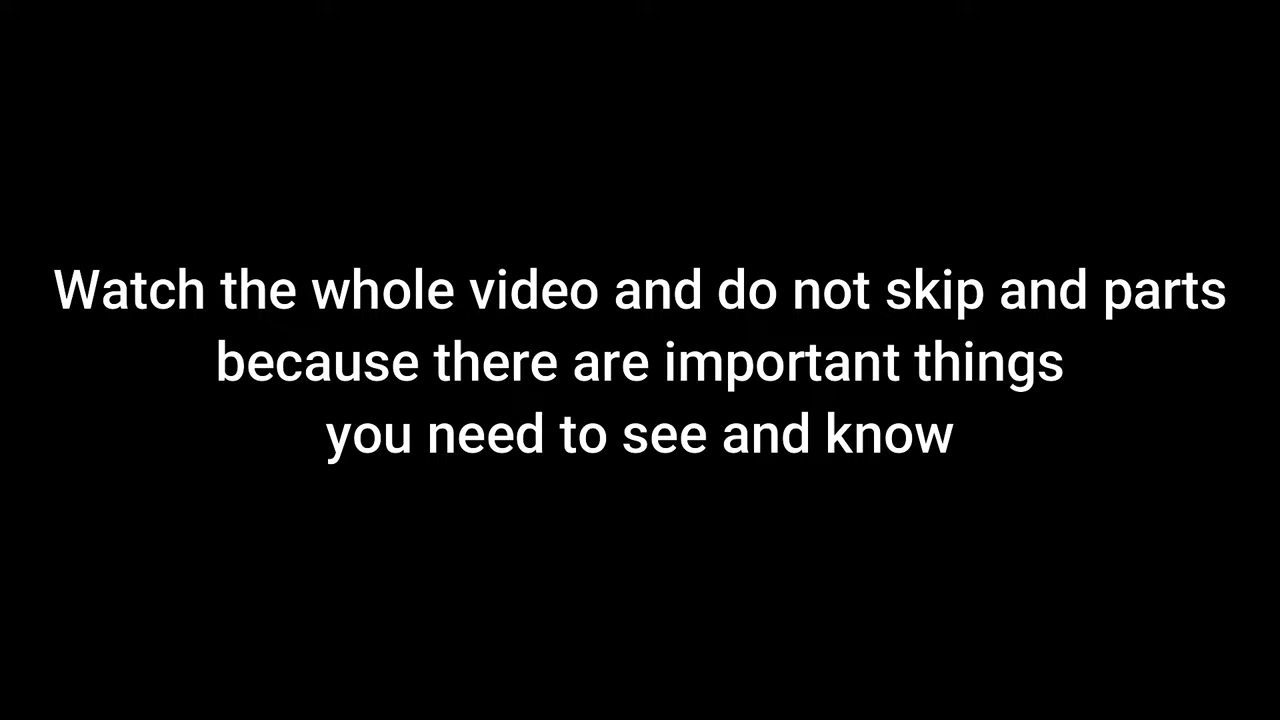 Watch the whole video and do not skip and parts
because there are important things
you need to see and know